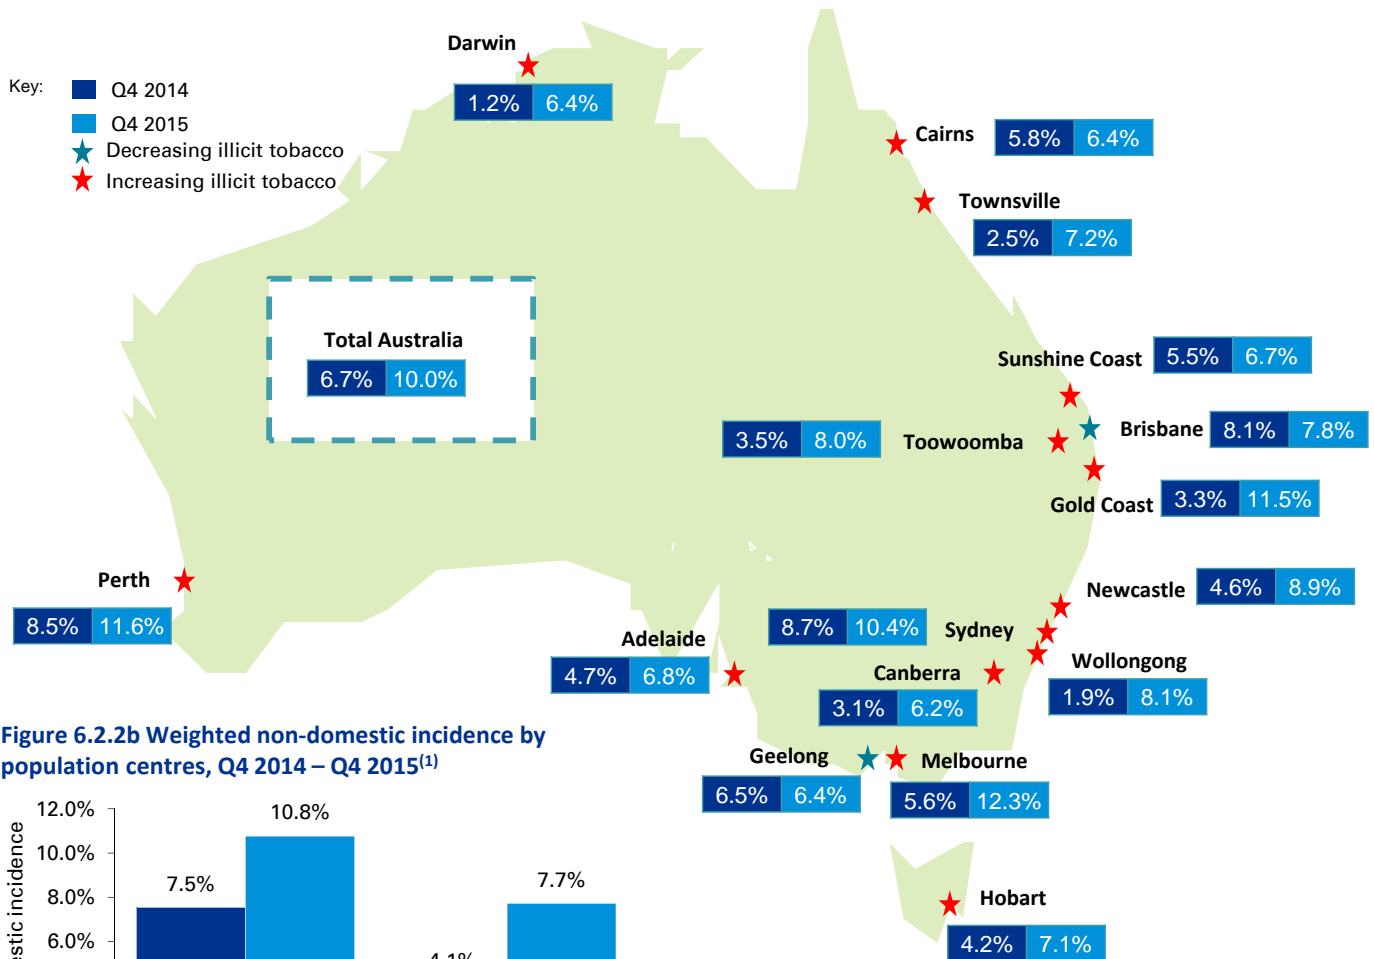 Darwin
1.2% 6.4%
Key:
Q4 2014
Q4 2015
Decreasing illicit tobacco
Increasing illicit tobacco
Cairns 5.8% 6.4%
Townsville
2.5% 7.2%
Total Australia
6.7% 10.0%
Sunshine Coast 5.5% 6.7%
Brisbane 8.1% 7.8%
3.5% 8.0% Toowoomba
Gold Coast 3.3% 11.5%
Perth
8.5% 11.6%
Newcastle 4.6% 8.9%
8.7% 10.4% Sydney
Adelaide
4.7% 6.8%
Wollongong
1.9% 8.1%
Canberra
3.1% 6.2%
Geelong
6.5% 6.4%
Melbourne
5.6% 12.3%
Hobart
4.2% 7.1%
Figure 6.2.2b Weighted non-domestic incidence by
population centres, Q4 2014 – Q4 2015(1)
12.0%
10.0%
8.0%
6.0%
7.5%
10.8%
4.1%
7.7%
incidence